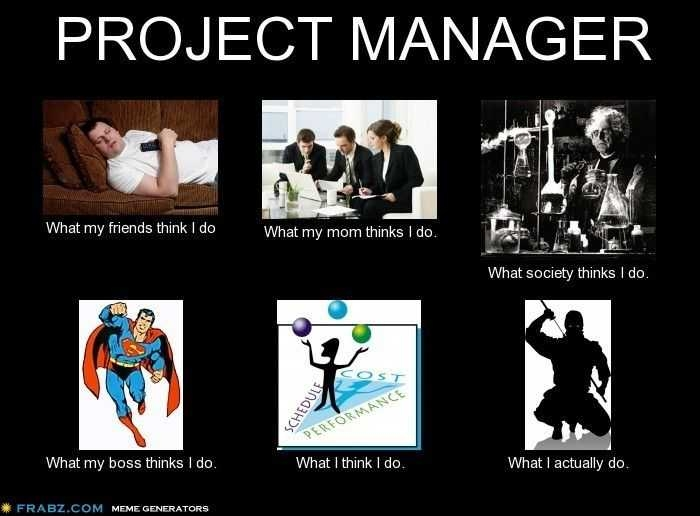 PROJECT MANAGER
What my friends think I do
What my mom thinks I do.
What society thinks I do.
SCHEDULE
COST
PERFORMANCE
What my boss thinks I do.
What I think I do.
What I actually do.
FRABZ.COM MEME GENERATORS